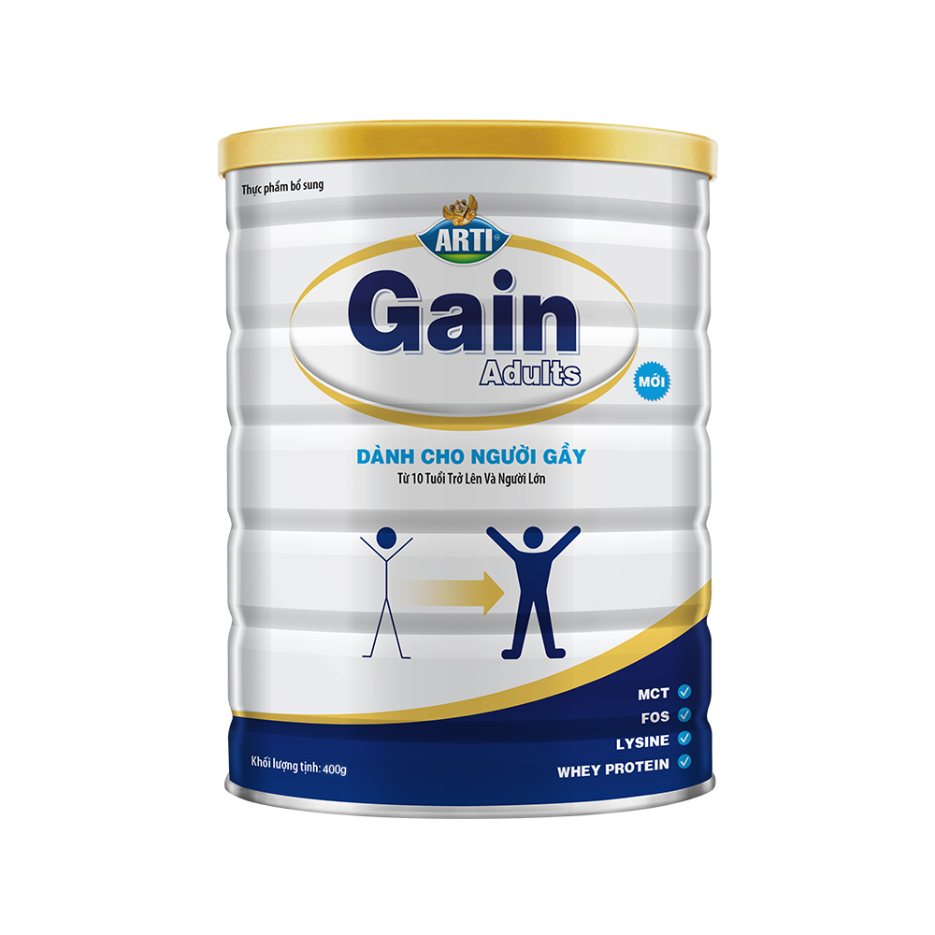 Thực phẩm bổ sung
ARTI
Gain
Adults
MỚI
DÀNH CHO NGƯỜI GẦY
Từ 10 Tuổi Trở Lên Và Người Lớn
MCT
FOS
LYSINE
WHEY PROTEIN
Khối lượng tịnh: 400g